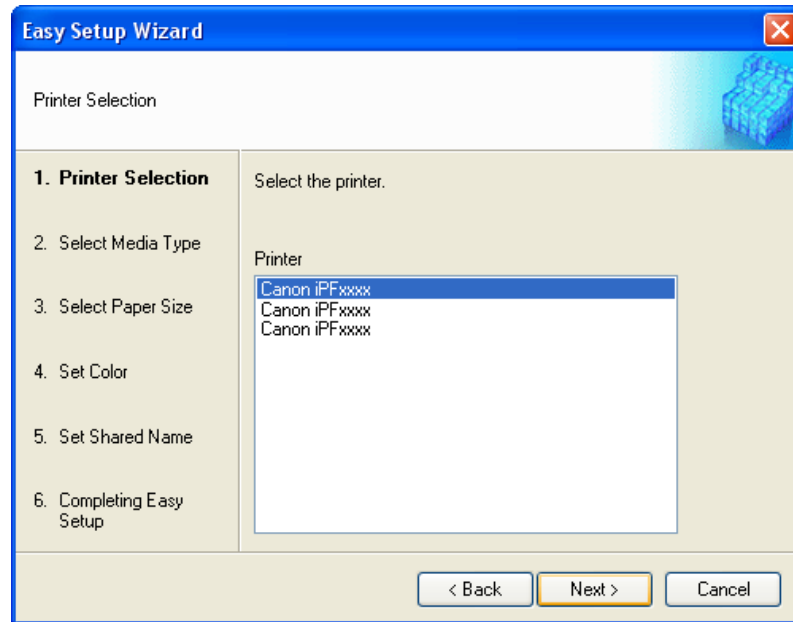 Easy Setup Wizard
Printer Selection
1. Printer Selection
2. Select Media Type
3. Select Paper Size
4. Set Color
5. Set Shared Name
6. Completing Easy
Setup
Select the printer.
Printer
Canon iPFxxxx
Canon iPFxxxx
Canon iPFxxxx
< Back
Next >
Cancel